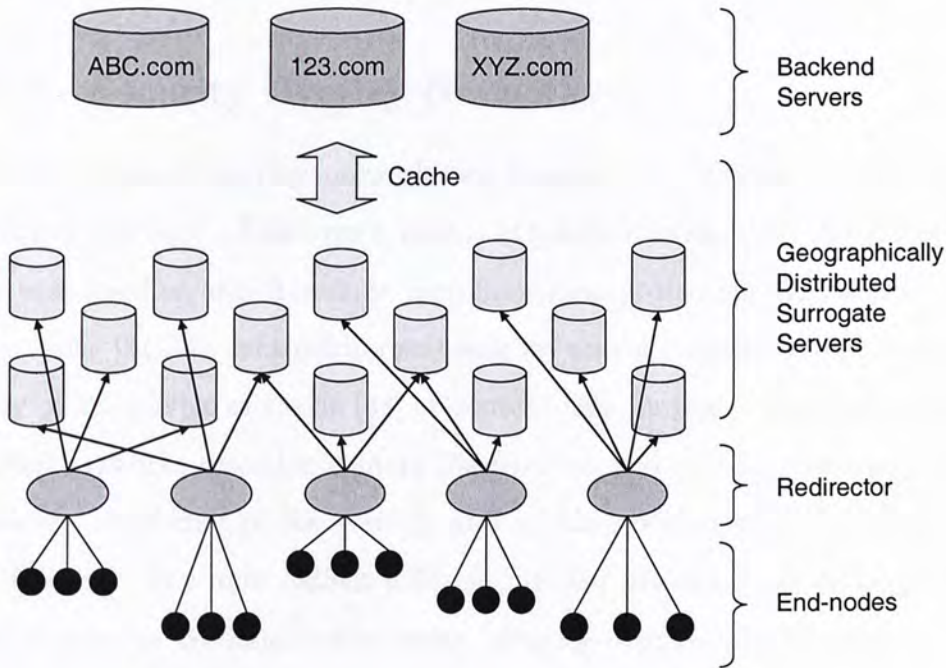 ABC.com
123.com
XYZ.com
Backend
Servers
Cache
Geographically
Distributed
Surrogate
Servers
Redirector
End-nodes